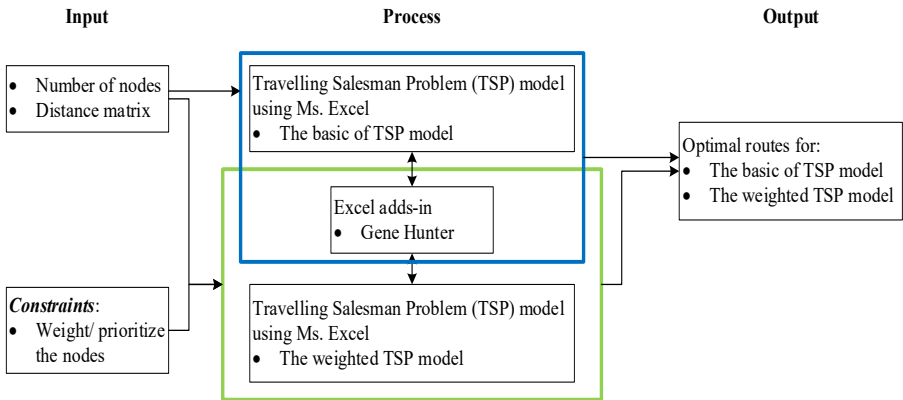 Input
Process
Output
• Number of nodes
• Distance matrix
Travelling Salesman Problem (TSP) model
using Ms. Excel
• The basic of TSP model
Excel adds-in
• Gene Hunter
Optimal routes for:
• The basic of TSP model
• The weighted TSP model
Constraints:
• Weight/ prioritize
the nodes
Travelling Salesman Problem (TSP) model
using Ms. Excel
• The weighted TSP model